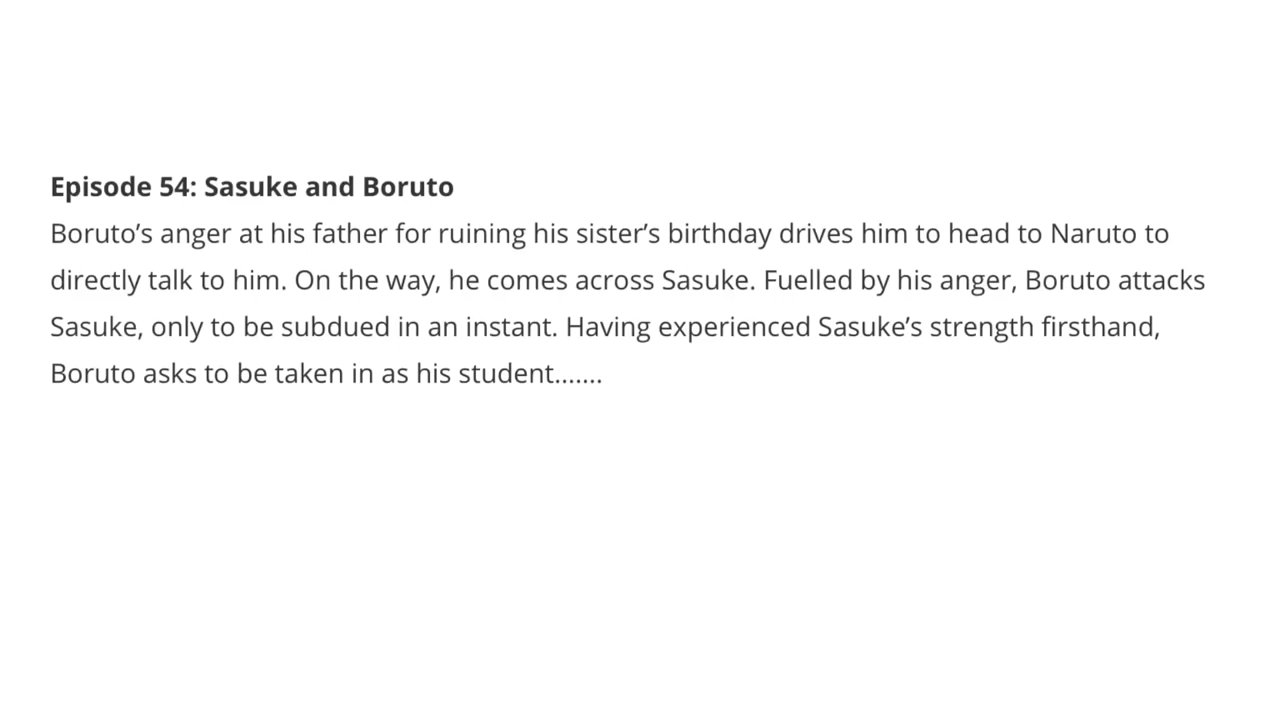 Episode 54: Sasuke and Boruto
Boruto’s anger at his father for ruining his sister’s birthday drives him to head to Naruto to
directly talk to him. On the way, he comes across Sasuke. Fuelled by his anger, Boruto attacks
Sasuke, only to be subdued in an instant. Having experienced Sasuke’s strength firsthand,
Boruto asks to be taken in as his student…….